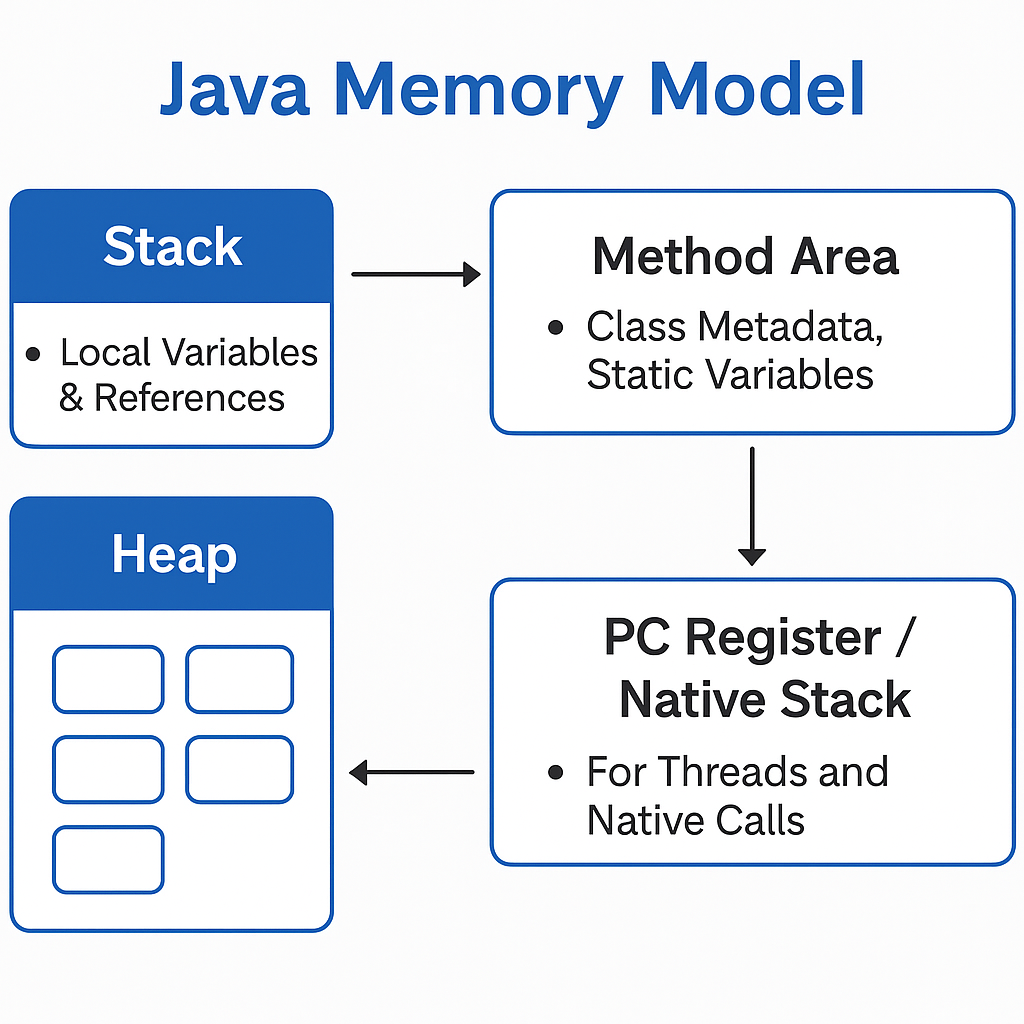 Java Memory Model
Stack
• Local Variables
& References
Method Area
• Class Metadata,
Static Variables
Heap
PC Register /
Native Stack
• For Threads and
Native Calls